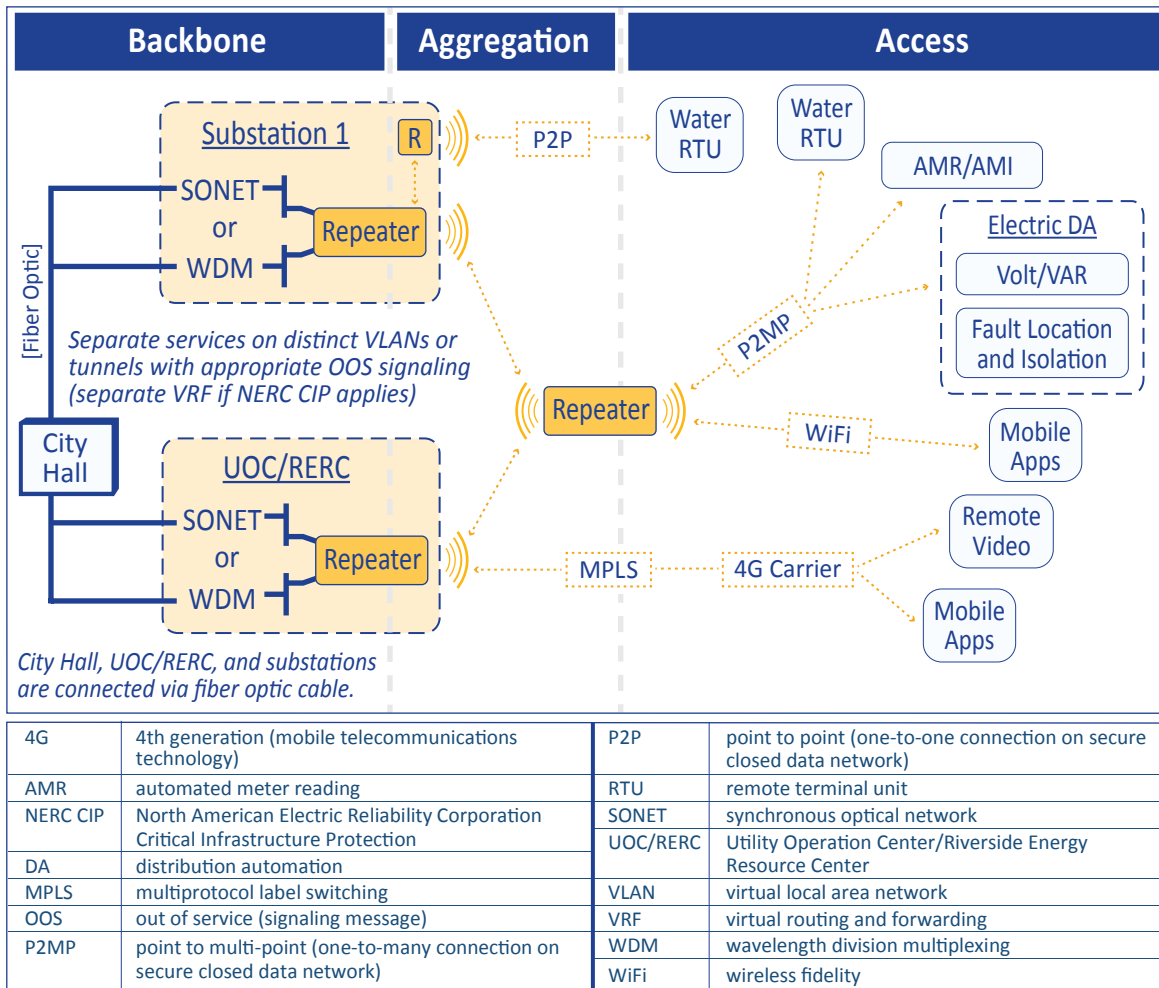 Backbone
Aggregation
Access
Substation 1
SONET
or
WDM
Repeater
R
P2P
Water
RTU
Water
RTU
AMR/AMI
Electric DA
Volt/VAR
Fault Location
and Isolation
P2MP
[Fiber Optic]
Separate services on distinct VLANs or
tunnels with appropriate OOS signaling
(separate VRF if NERC CIP applies)
Repeater
WiFi
Mobile
Apps
City
Hall
UOC/RERC
SONET
or
WDM
Repeater
MPLS
4G Carrier
Remote
Video
Mobile
Apps
City Hall, UOC/RERC, and substations
are connected via fiber optic cable.
4G 4th generation (mobile telecommunications
technology)
AMR automated meter reading
NERC CIP North American Electric Reliability Corporation
Critical Infrastructure Protection
DA distribution automation
MPLS multiprotocol label switching
OOS out of service (signaling message)
P2MP point to multi-point (one-to-many connection on
secure closed data network)
P2P point to point (one-to-one connection on secure
closed data network)
RTU remote terminal unit
SONET synchronous optical network
UOC/RERC Utility Operation Center/Riverside Energy
Resource Center
VLAN virtual local area network
VRF virtual routing and forwarding
WDM wavelength division multiplexing
WiFi wireless fidelity